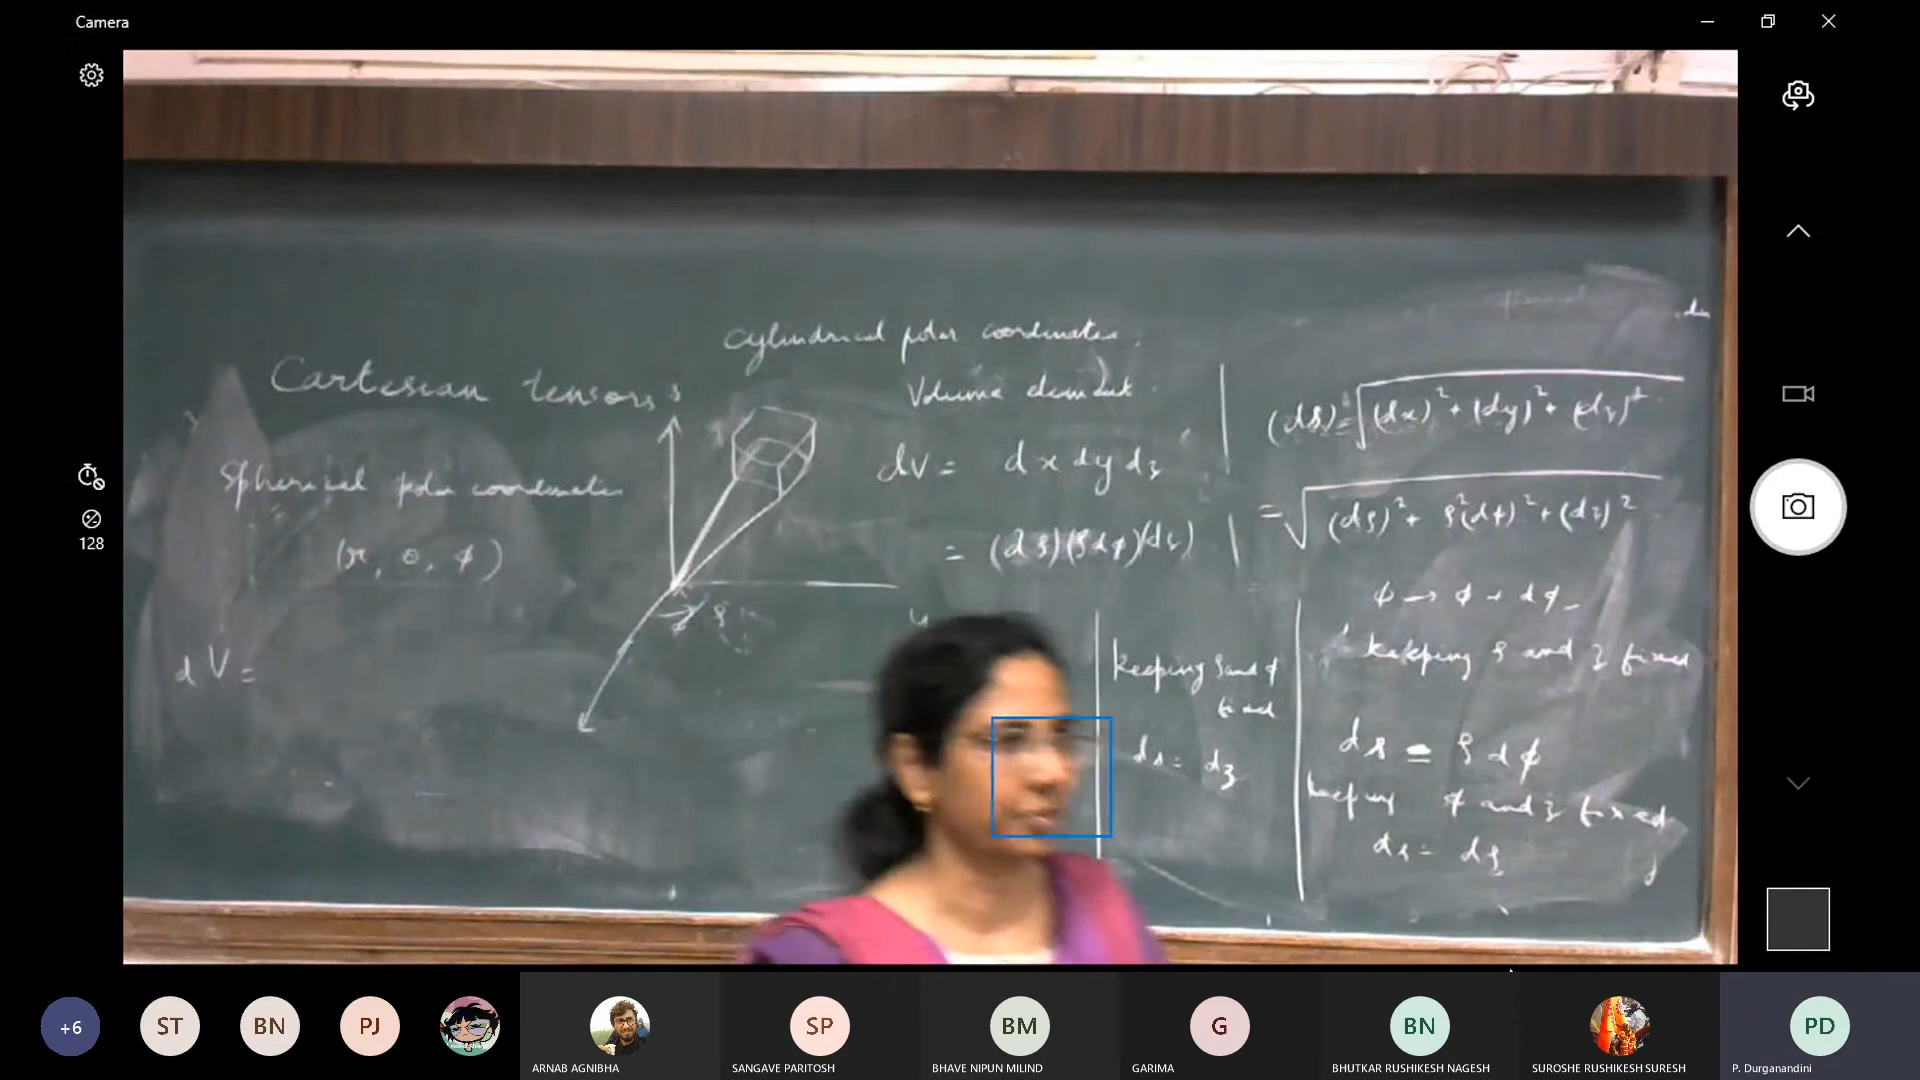 Camera
128
Cylindrical polar coordinates.
Cartesian tensors
Volume element.
(ds) = √(dx)² + (dy)² + (dz)²
dV = dx dy dz
Spherical polar coordinates
= √(dρ)² + ρ²(dϕ)² + (dz)²
(r, θ, ϕ)
= (dρ)(ρdϕ)(dz)
ϕ → ϕ + dϕ
ϕ ρ
dV =
keeping ρ and ϕ
fixed
ds = dz
keeping ρ and z fixed
ds = ρ dϕ
keeping ϕ and z fixed
ds = dρ
+6
ST
BN
PJ
SP
BM
G
BN
PD
ARNAB AGNIBHA
SANGAVE PARITOSH
BHAVE NIPUN MILIND
GARIMA
BHUTKAR RUSHIKESH NAGESH
SUROSHE RUSHIKESH SURESH
P. Durganandini